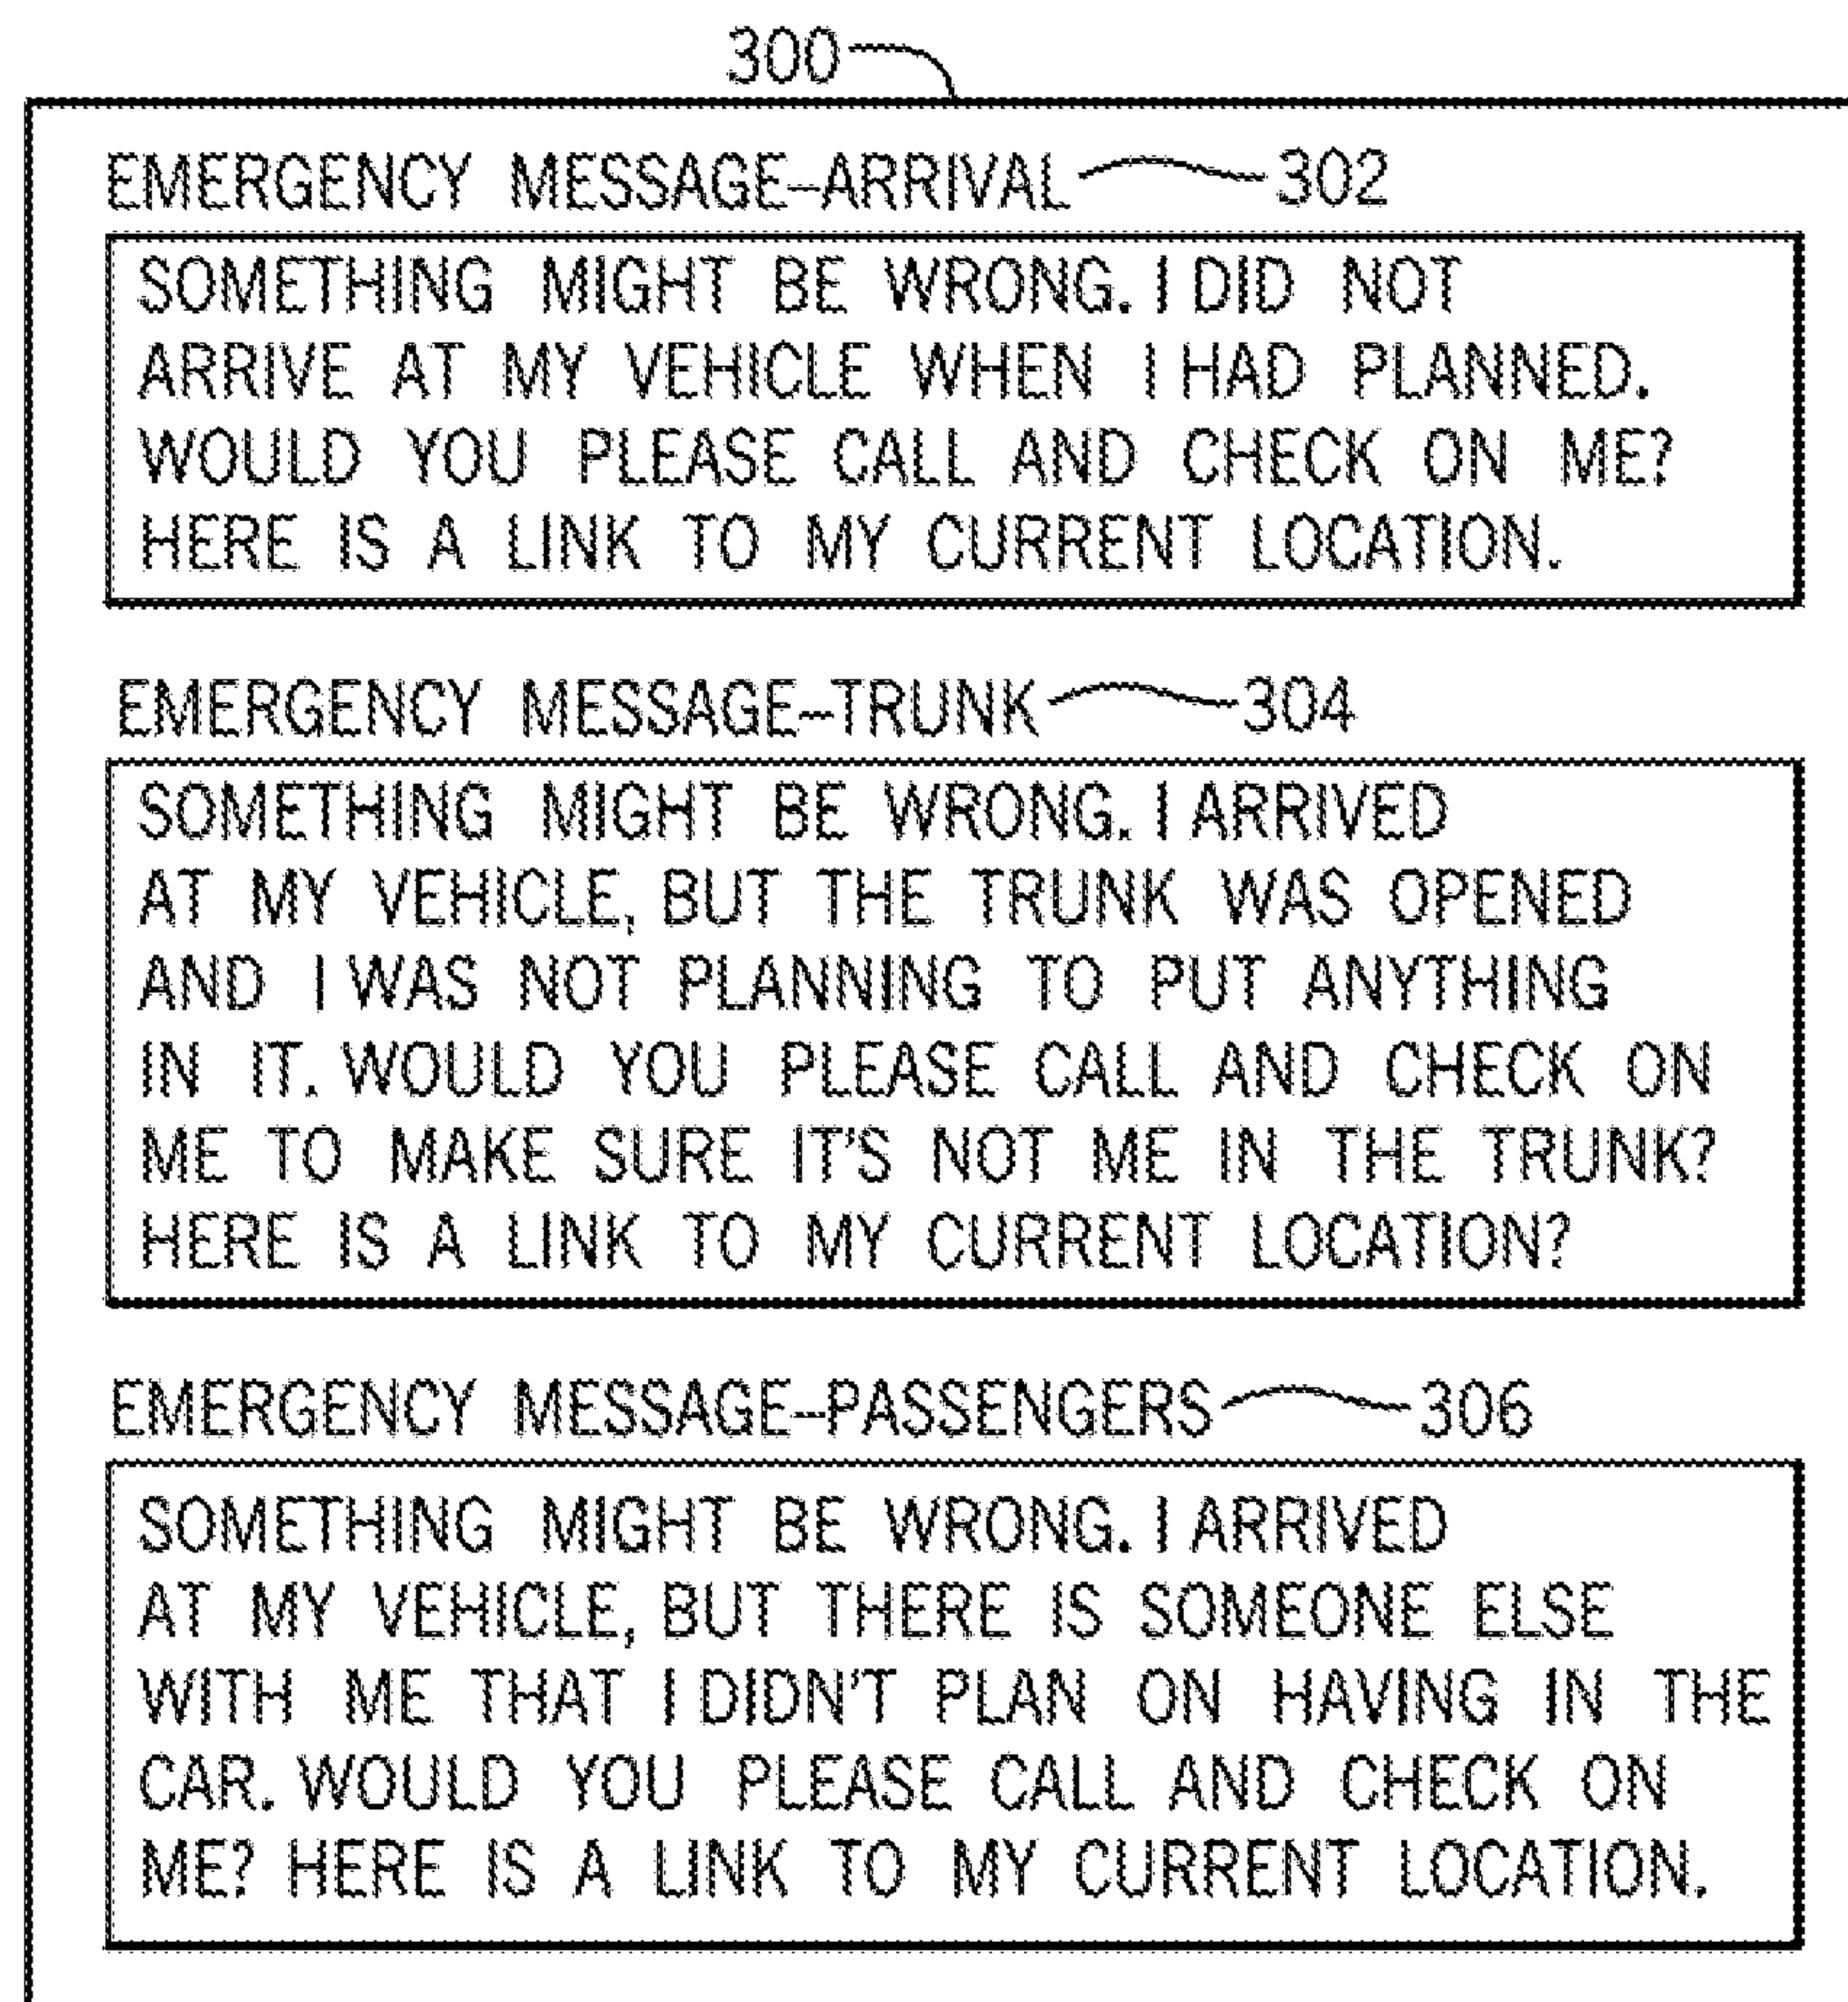 300
EMERGENCY MESSAGE–ARRIVAL 302
SOMETHING MIGHT BE WRONG. I DID NOT
ARRIVE AT MY VEHICLE WHEN I HAD PLANNED.
WOULD YOU PLEASE CALL AND CHECK ON ME?
HERE IS A LINK TO MY CURRENT LOCATION.
EMERGENCY MESSAGE–TRUNK 304
SOMETHING MIGHT BE WRONG. I ARRIVED
AT MY VEHICLE, BUT THE TRUNK WAS OPENED
AND I WAS NOT PLANNING TO PUT ANYTHING
IN IT. WOULD YOU PLEASE CALL AND CHECK ON
ME TO MAKE SURE IT'S NOT ME IN THE TRUNK?
HERE IS A LINK TO MY CURRENT LOCATION?
EMERGENCY MESSAGE–PASSENGERS 306
SOMETHING MIGHT BE WRONG. I ARRIVED
AT MY VEHICLE, BUT THERE IS SOMEONE ELSE
WITH ME THAT I DIDN'T PLAN ON HAVING IN THE
CAR. WOULD YOU PLEASE CALL AND CHECK ON
ME? HERE IS A LINK TO MY CURRENT LOCATION.